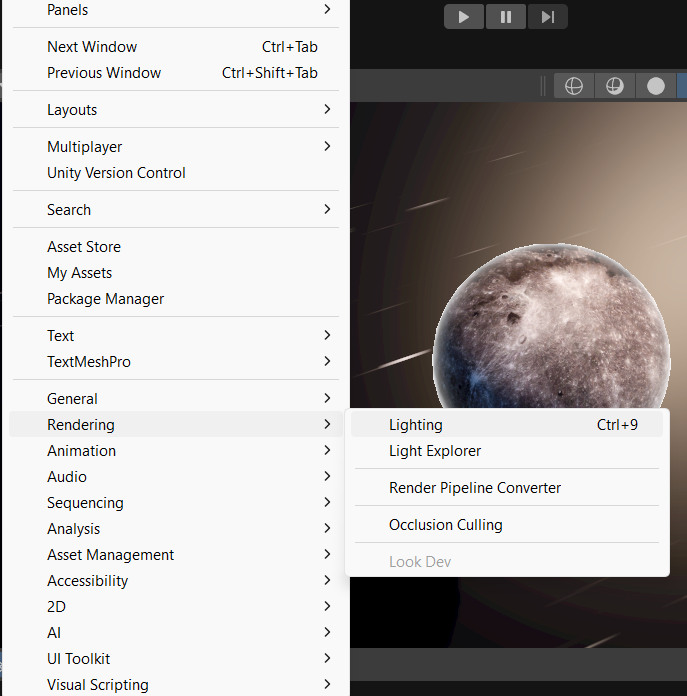 Panels
Next Window Ctrl+Tab
Previous Window Ctrl+Shift+Tab
Layouts
Multiplayer
Unity Version Control
Search
Asset Store
My Assets
Package Manager
Text
TextMeshPro
General
Rendering
Animation
Audio
Sequencing
Analysis
Asset Management
Accessibility
2D
AI
UI Toolkit
Visual Scripting
Lighting Ctrl+9
Light Explorer
Render Pipeline Converter
Occlusion Culling
Look Dev